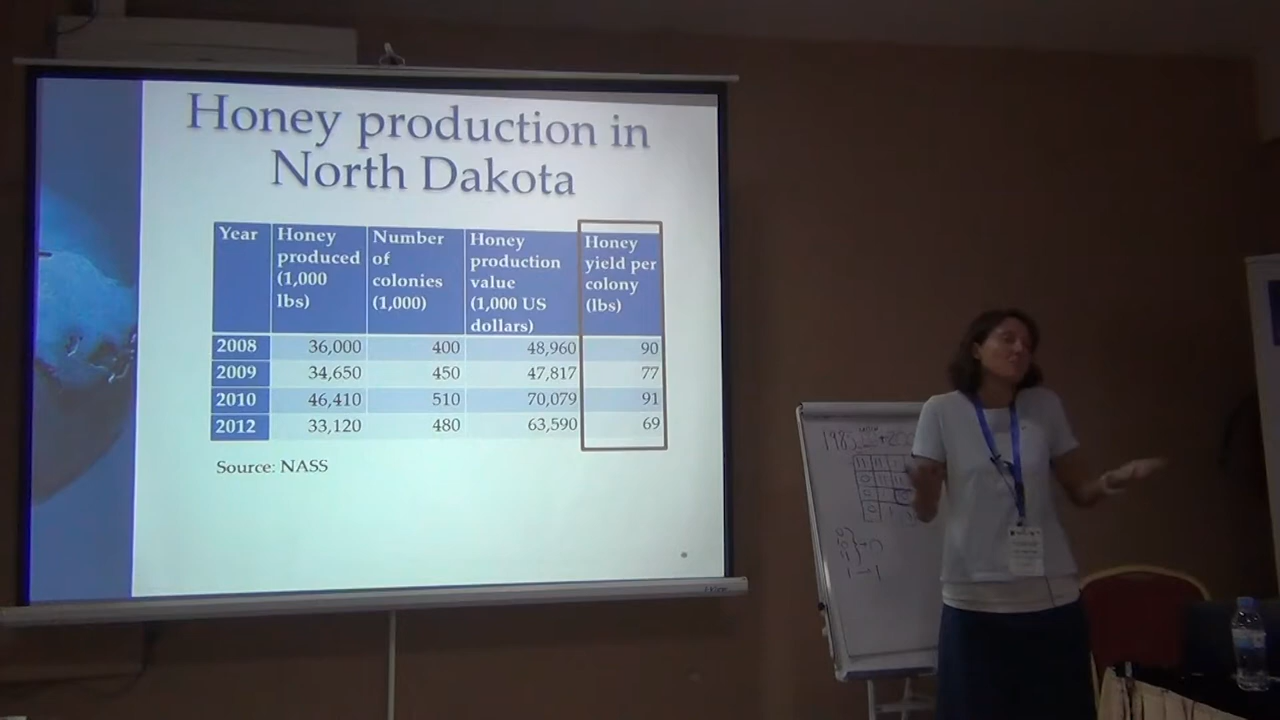 Honey production in
North Dakota
Year Honey produced (1,000 lbs) Number of colonies (1,000) Honey production value (1,000 US dollars) Honey yield per colony (lbs)
2008 36,000 400 48,960 90
2009 34,650 450 47,817 77
2010 46,410 510 70,079 91
2012 33,120 480 63,590 69
Source: NASS
1985